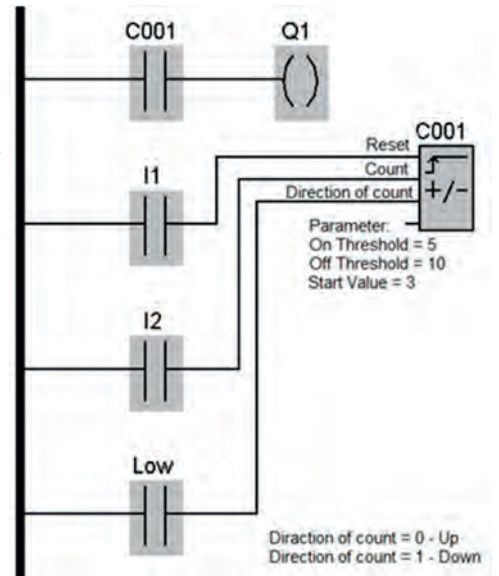 C001
Q1
C001
Reset
Count
+/-
Direction of count
I1
Parameter:
On Threshold = 5
Off Threshold = 10
Start Value = 3
I2
Low
Diraction of count = 0 - Up
Direction of count = 1 - Down